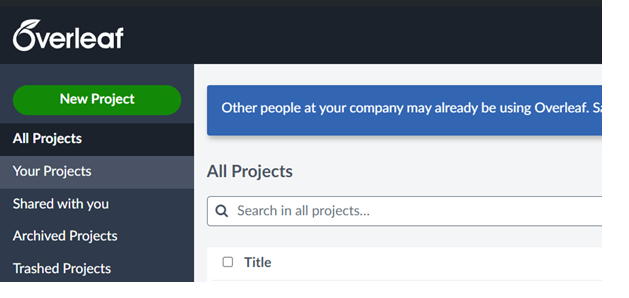 Overleaf
New Project
All Projects
Your Projects
Shared with you
Archived Projects
Trashed Projects
Other people at your company may already be using Overleaf. Sa
All Projects
Search in all projects...
Title